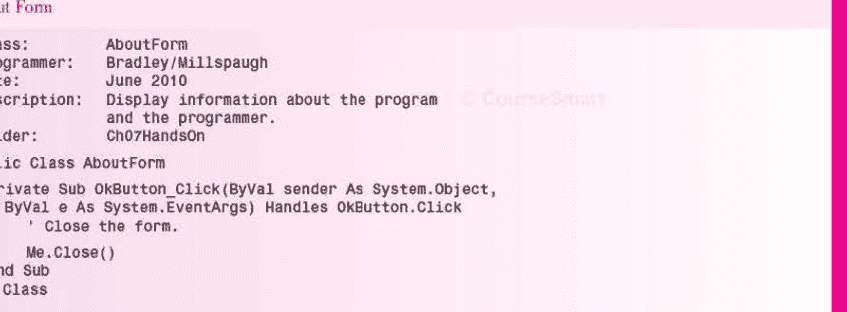 ut Form
ass: AboutForm
ogrammer: Bradley/Millspaugh
te: June 2010
scription: Display information about the program
and the programmer.
lder: Ch07HandsOn
lic Class AboutForm
rivate Sub OkButton_Click(ByVal sender As System.Object,
ByVal e As System.EventArgs) Handles OkButton.Click
' Close the form.
Me.Close()
nd Sub
Class
© CourseSmart